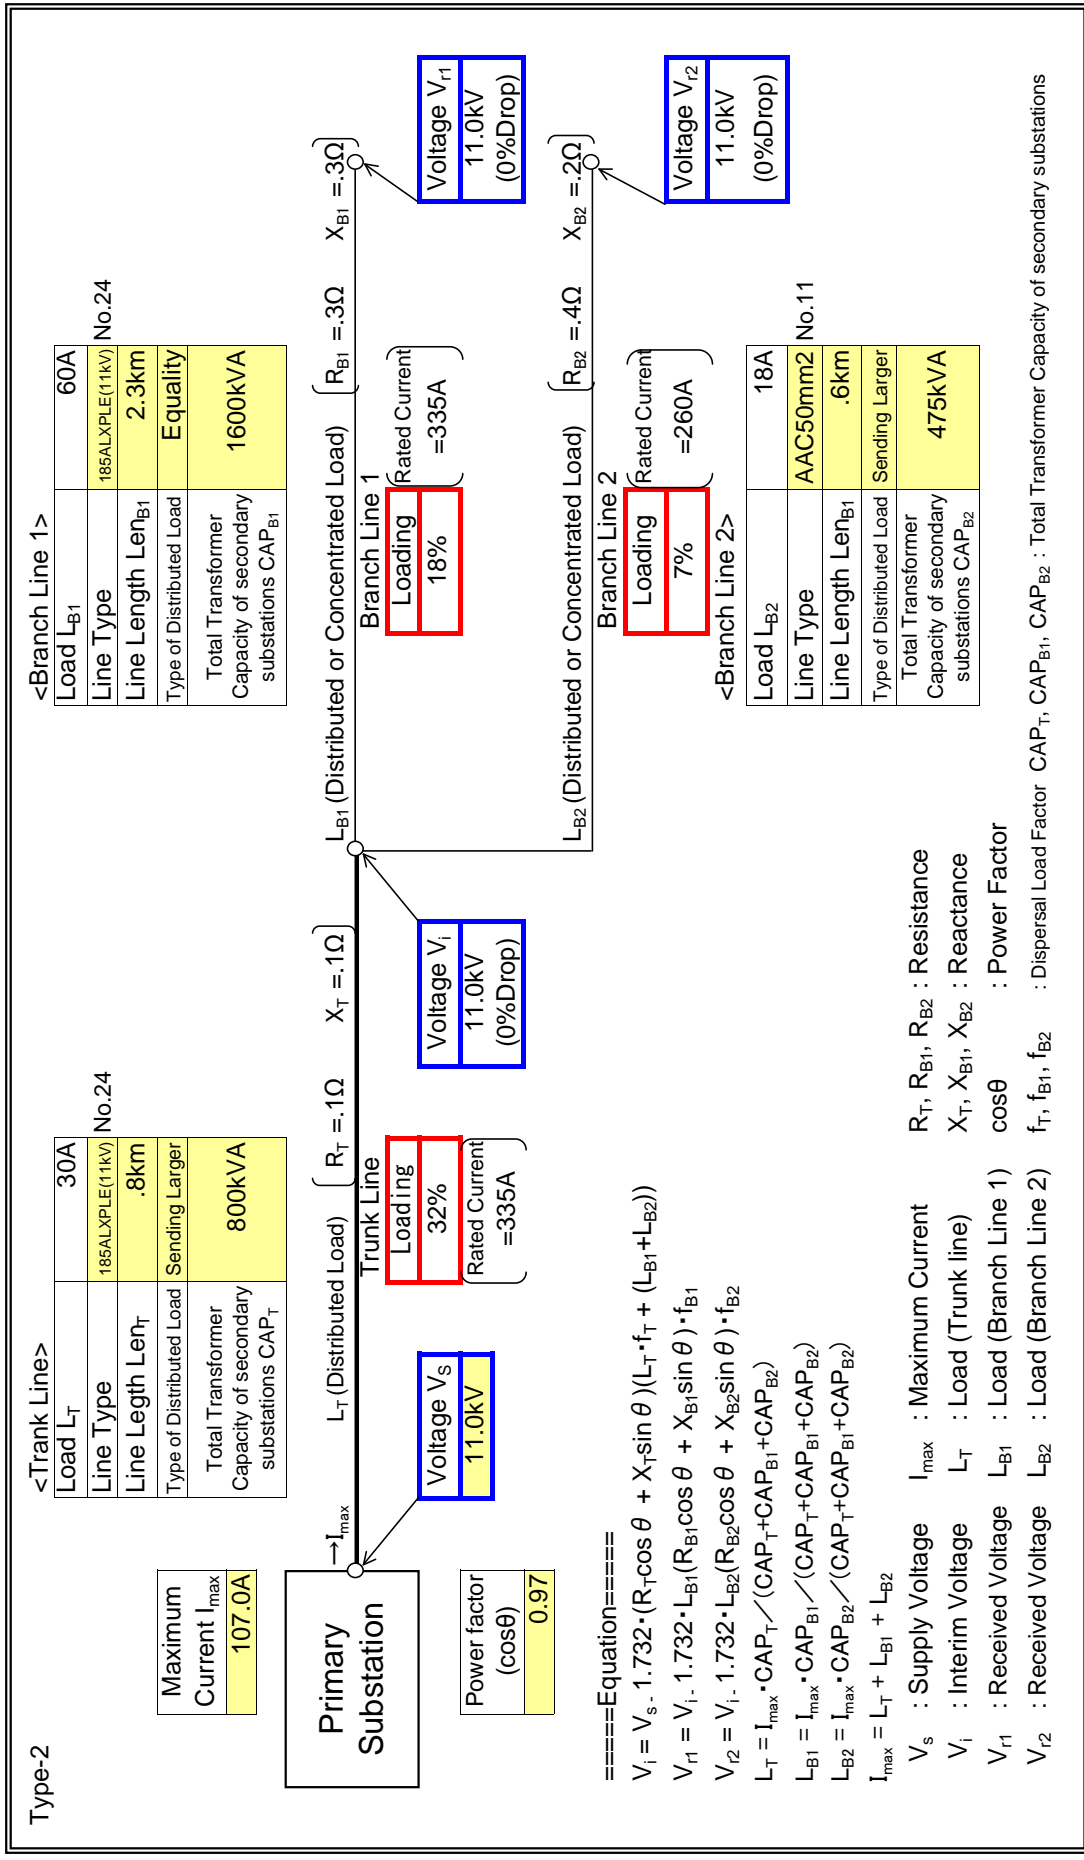 Type-2
Maximum
Current Imax
107.0A
Primary
Substation
Power factor
(cosθ)
0.97
→Imax
<Trank Line>
Load LT 30A
Line Type 185ALXPLE(11kV) No.24
Line Legth LenT .8km
Type of Distributed Load Sending Larger
Total Transformer
Capacity of secondary
substations CAPT
800kVA
LT (Distributed Load) RT =.1Ω XT =.1Ω
Trunk Line
Loading
32%
Rated Current
=335A
Voltage VS
11.0kV
Voltage Vi
11.0kV
(0%Drop)
<Branch Line 1>
Load LB1 60A
Line Type 185ALXPLE(11kV) No.24
Line Length LenB1 2.3km
Type of Distributed Load Equality
Total Transformer
Capacity of secondary
substations CAPB1
1600kVA
LB1 (Distributed or Concentrated Load) RB1 =.3Ω XB1 =.3Ω
Branch Line 1
Loading
18%
Rated Current
=335A
Voltage Vr1
11.0kV
(0%Drop)
LB2 (Distributed or Concentrated Load) RB2 =.4Ω XB2 =.2Ω
Branch Line 2
Loading
7%
Rated Current
=260A
Voltage Vr2
11.0kV
(0%Drop)
<Branch Line 2>
Load LB2 18A
Line Type AAC50mm2 No.11
Line Length LenB1 .6km
Type of Distributed Load Sending Larger
Total Transformer
Capacity of secondary
substations CAPB2
475kVA
=====Equation======
Vi = Vs - 1.732･(RTcos θ + XTsin θ)(LT･fT + (LB1+LB2))
Vr1 = Vi - 1.732･LB1(RB1cos θ + XB1sin θ)･fB1
Vr2 = Vi - 1.732･LB2(RB2cos θ + XB2sin θ)･fB2
LT = Imax･CAPT／(CAPT+CAPB1+CAPB2)
LB1 = Imax･CAPB1／(CAPT+CAPB1+CAPB2)
LB2 = Imax･CAPB2／(CAPT+CAPB1+CAPB2)
Imax = LT + LB1 + LB2
Vs : Supply Voltage Imax : Maximum Current RT, RB1, RB2 : Resistance
Vi : Interim Voltage LT : Load (Trunk line) XT, XB1, XB2 : Reactance
Vr1 : Received Voltage LB1 : Load (Branch Line 1) cosθ : Power Factor
Vr2 : Received Voltage LB2 : Load (Branch Line 2) fT, fB1, fB2 : Dispersal Load Factor CAPT, CAPB1, CAPB2 : Total Transformer Capacity of secondary substations